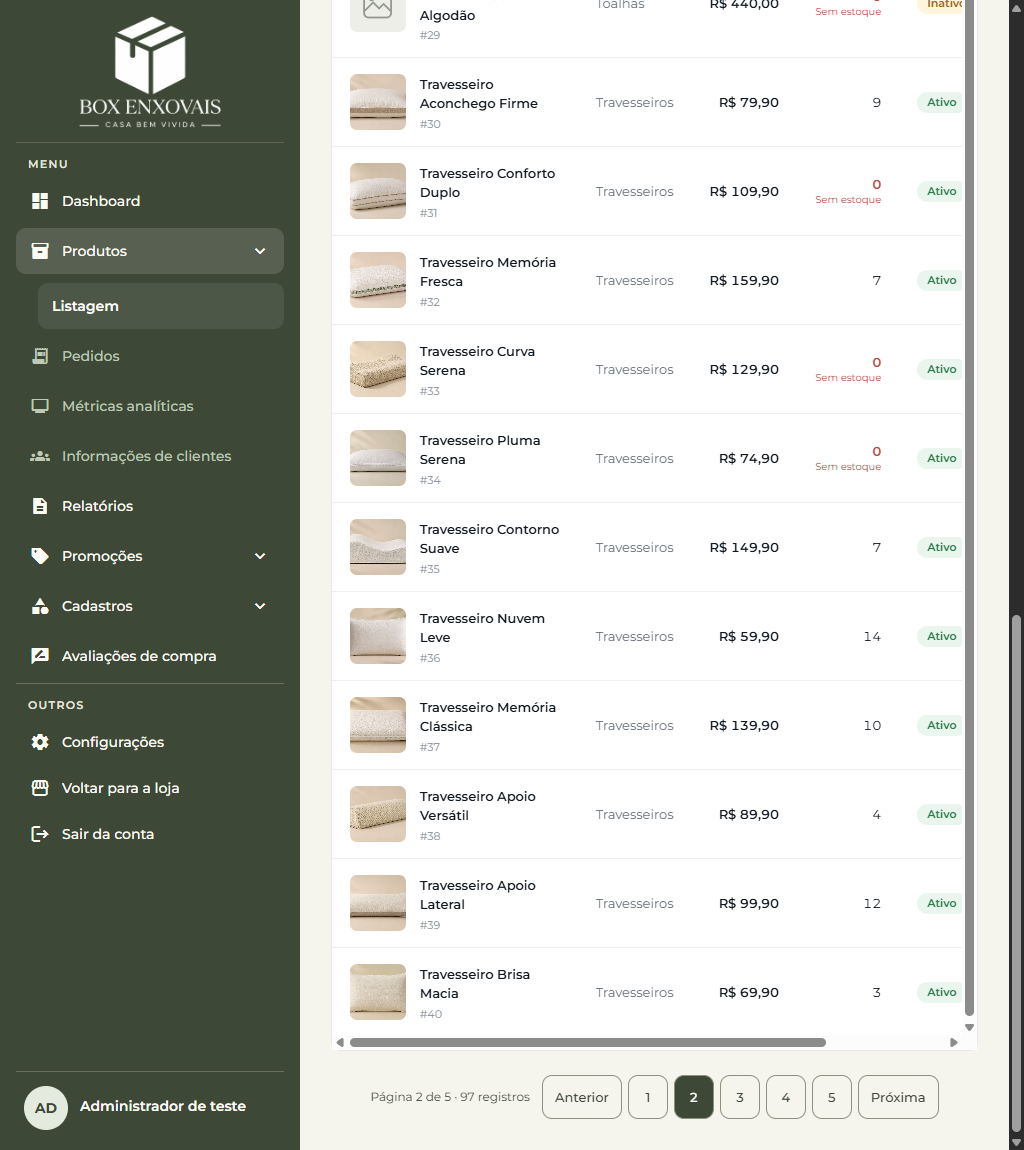 BOX ENXOVAIS
CASA BEM VIVIDA
MENU
Dashboard
Produtos
Listagem
Pedidos
Métricas analíticas
Informações de clientes
Relatórios
Promoções
Cadastros
Avaliações de compra
OUTROS
Configurações
Voltar para a loja
Sair da conta
AD Administrador de teste
Algodão
#29
Toalhas
R$ 440,00
Sem estoque
Inativo
Travesseiro
Aconchego Firme
#30
Travesseiros R$ 79,90 9 Ativo
Travesseiro Conforto
Duplo
#31
Travesseiros R$ 109,90 0 Ativo
Sem estoque
Travesseiro Memória
Fresca
#32
Travesseiros R$ 159,90 7 Ativo
Travesseiro Curva
Serena
#33
Travesseiros R$ 129,90 0 Ativo
Sem estoque
Travesseiro Pluma
Serena
#34
Travesseiros R$ 74,90 0 Ativo
Sem estoque
Travesseiro Contorno
Suave
#35
Travesseiros R$ 149,90 7 Ativo
Travesseiro Nuvem
Leve
#36
Travesseiros R$ 59,90 14 Ativo
Travesseiro Memória
Clássica
#37
Travesseiros R$ 139,90 10 Ativo
Travesseiro Apoio
Versátil
#38
Travesseiros R$ 89,90 4 Ativo
Travesseiro Apoio
Lateral
#39
Travesseiros R$ 99,90 12 Ativo
Travesseiro Brisa
Macia
#40
Travesseiros R$ 69,90 3 Ativo
Página 2 de 5 · 97 registros Anterior 1 2 3 4 5 Próxima